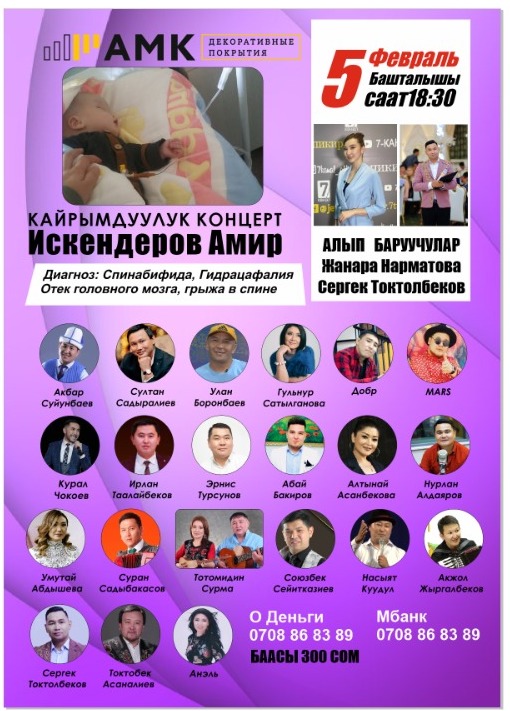 АМК
ДЕКОРАТИВНЫЕ
ПОКРЫТИЯ
5
Февраль
Башталышы
саат18:30
КАЙРЫМДУУЛУК КОНЦЕРТ
Искендеров Амир
Диагноз: Спинабифида, Гидрацафалия
Отек головного мозга, грыжа в спине
АЛЫП БАРУУЧУЛАР
Жанара Нарматова
Сергек Токтолбеков
Акбар
Суйунбаев
Султан
Садыралиев
Улан
Боронбаев
Гульнур
Сатылганова
Добр
MARS
Курал
Чокоев
Ирлан
Таалайбеков
Эрнис
Турсунов
Абай
Бакиров
Алтынай
Асанбекова
Нурлан
Алдаяров
Умутай
Абдышева
Суран
Садыбакасов
Тотомидин
Сурма
Союзбек
Сейитказиев
Насыят
Куудул
Акжол
Жыргалбеков
Сергек
Токтолбеков
Токтобек
Асаналиев
Анэль
О Деньги
0708 86 83 89
Мбанк
0708 86 83 89
БААСЫ 300 СОМ